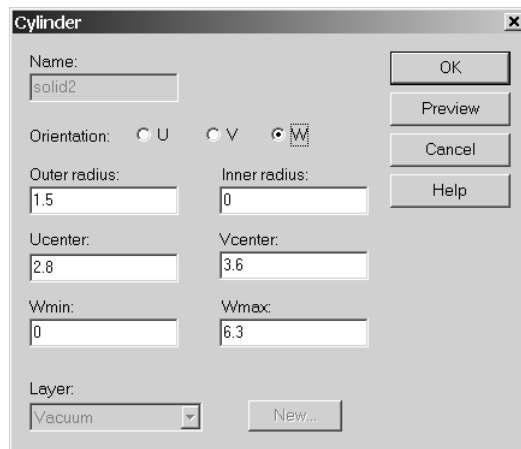 Cylinder
Name:
solid2
OK
Preview
Cancel
Help
Orientation: U V W
Outer radius: Inner radius:
1.5 0
Ucenter: Vcenter:
2.8 3.6
Wmin: Wmax:
0 6.3
Layer:
Vacuum New...